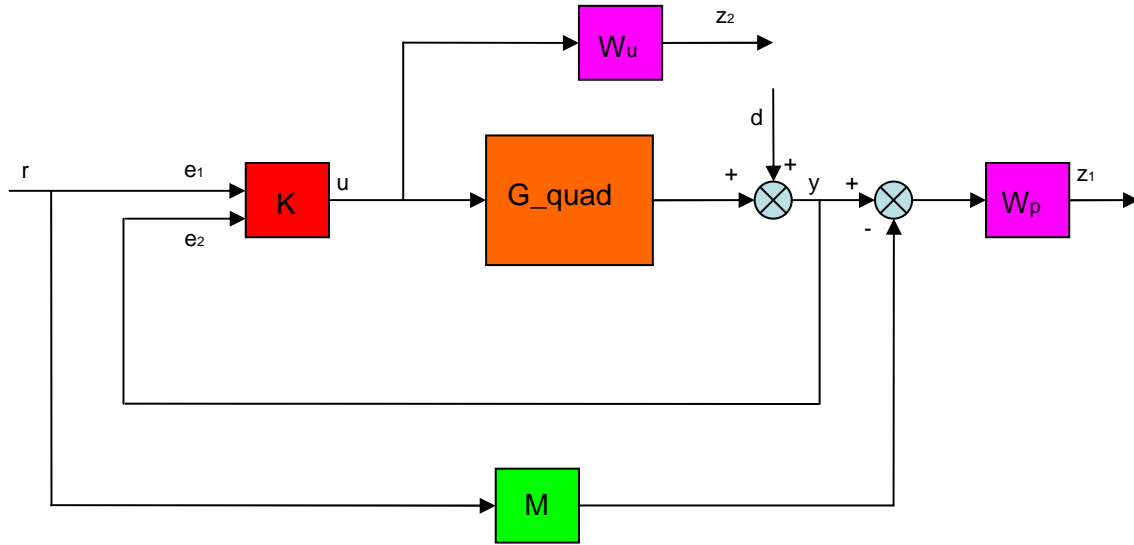 z₂
Wᵤ
d
r
e₁
K
e₂
u
G_quad
+
+
y
+
-
Wₚ
z₁
M